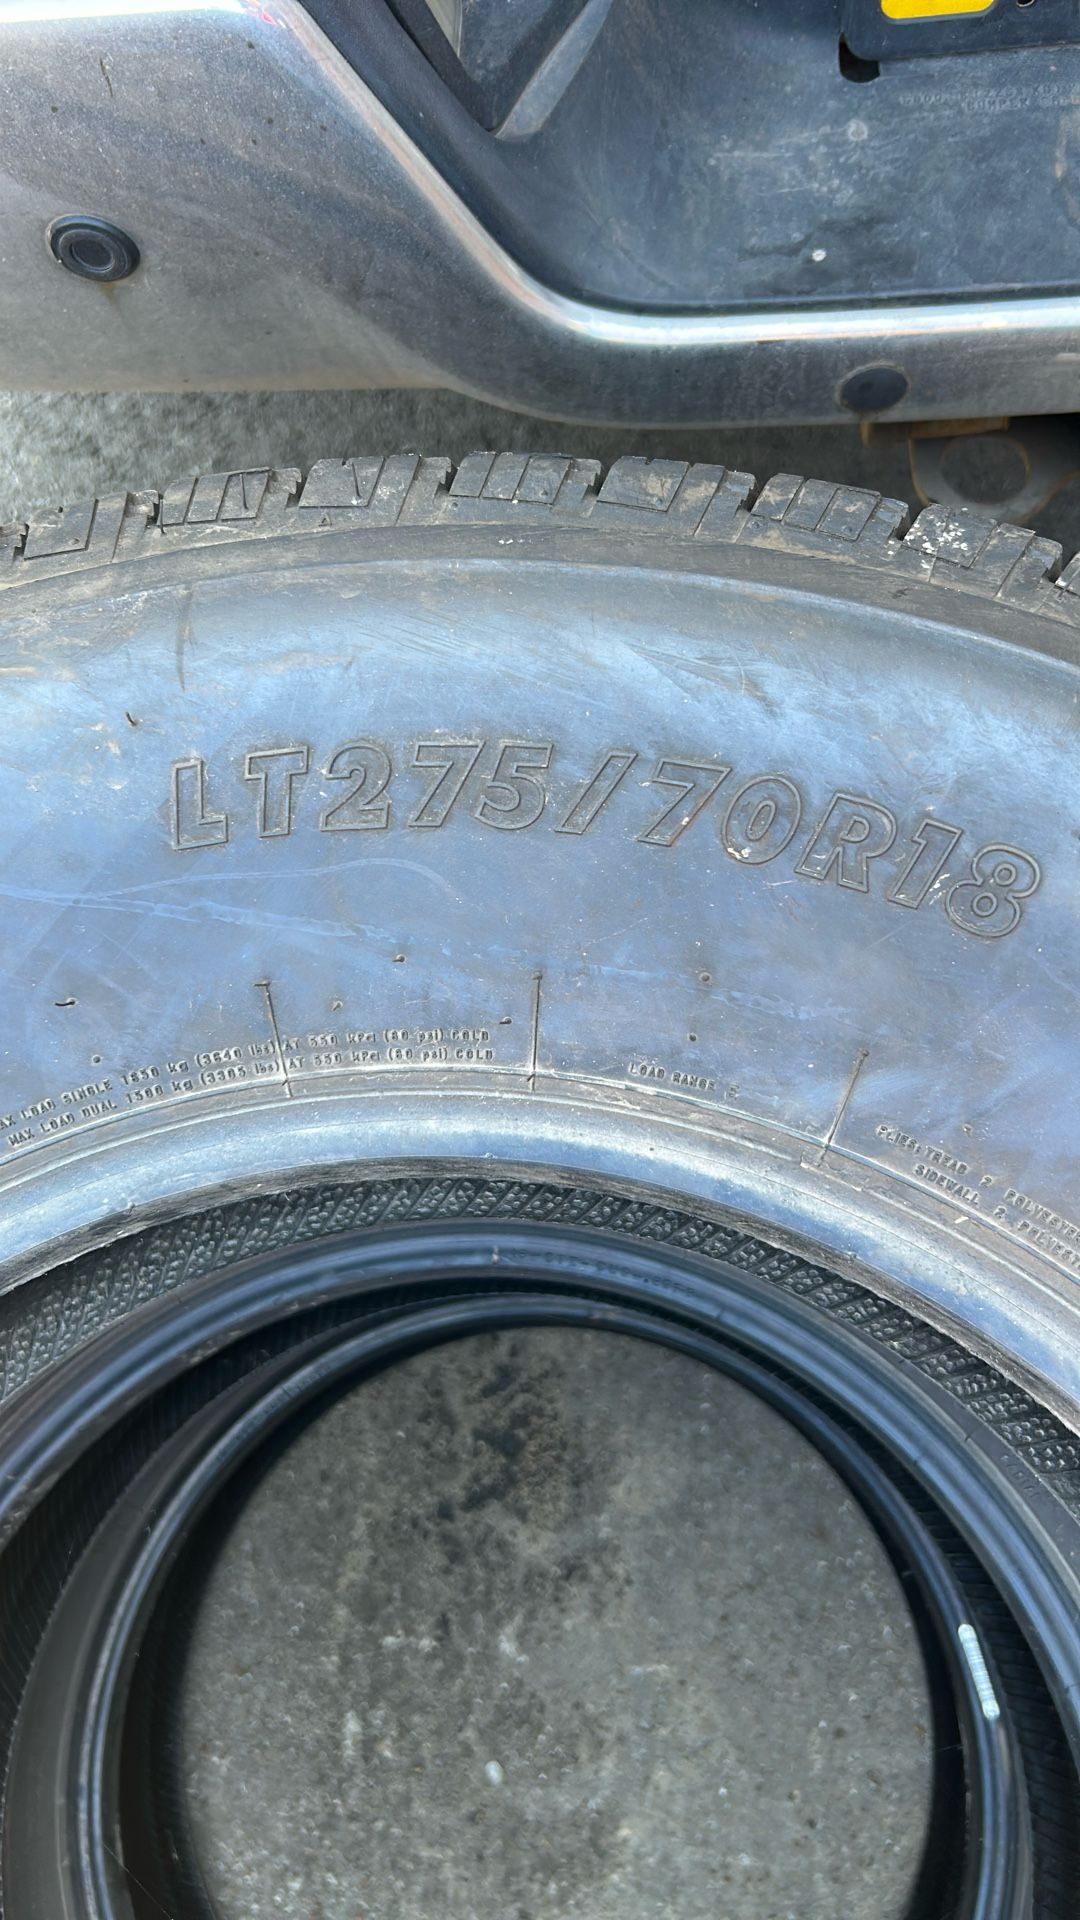 LT275/70R18
MAX LOAD SINGLE 1650 kg (3640 lbs) AT 550 kPa (80 psi) COLD
MAX LOAD DUAL 1500 kg (3305 lbs) AT 550 kPa (80 psi) COLD
LOAD RANGE E
PLIES: TREAD 2 POLYESTER
SIDEWALL 2 POLYESTER